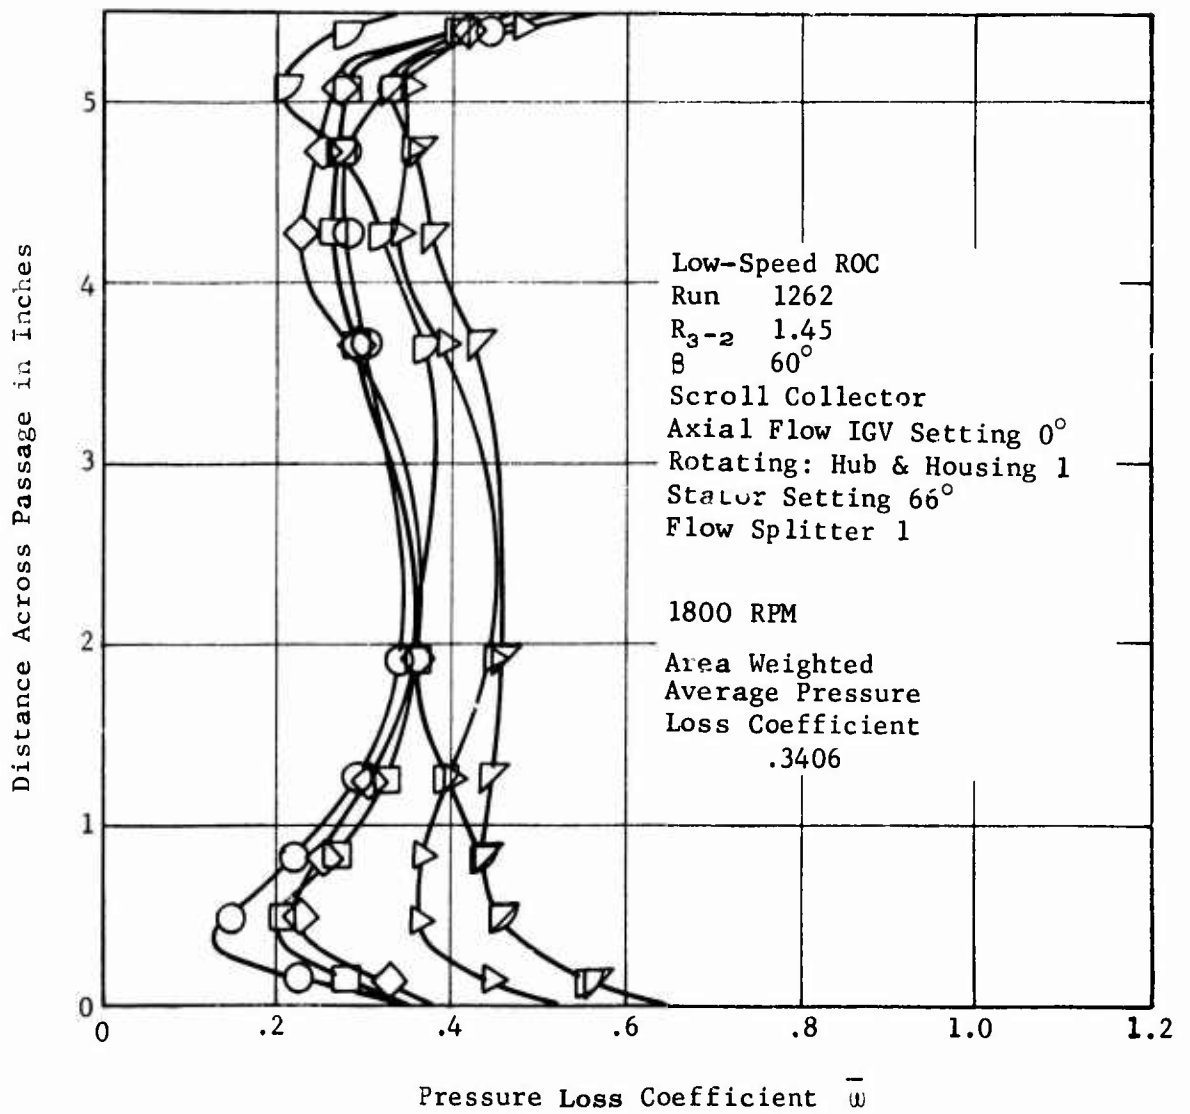 Distance Across Passage in Inches
5
4
3
2
1
0
0 .2 .4 .6 .8 1.0 1.2
Pressure Loss Coefficient ω̅
Low-Speed ROC
Run 1262
R₃₋₂ 1.45
β 60°
Scroll Collector
Axial Flow IGV Setting 0°
Rotating: Hub & Housing 1
Stator Setting 66°
Flow Splitter 1
1800 RPM
Area Weighted
Average Pressure
Loss Coefficient
.3406